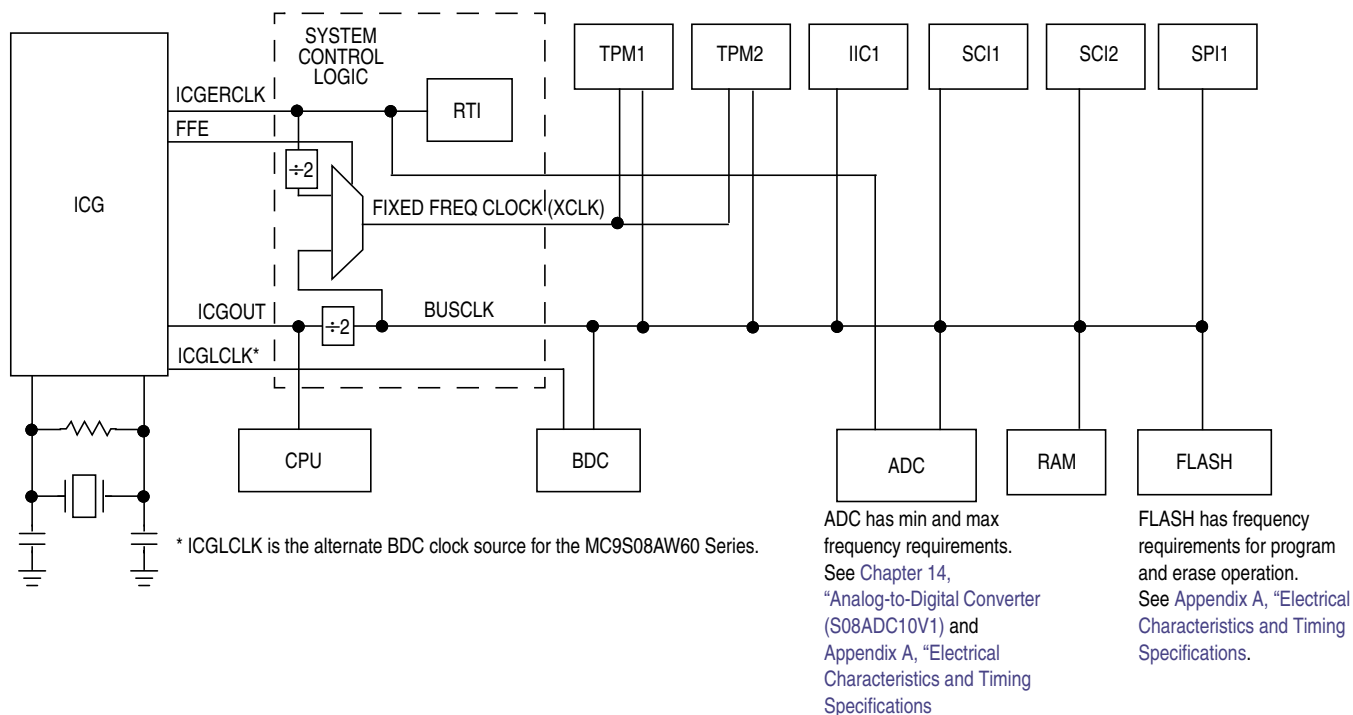 SYSTEM
CONTROL
LOGIC
TPM1
TPM2
IIC1
SCI1
SCI2
SPI1
ICGERCLK
RTI
FFE
÷2
ICG
FIXED FREQ CLOCK (XCLK)
ICGOUT
÷2
BUSCLK
ICGLCLK*
CPU
BDC
ADC
RAM
FLASH
* ICGLCLK is the alternate BDC clock source for the MC9S08AW60 Series.
ADC has min and max
frequency requirements.
See Chapter 14,
“Analog-to-Digital Converter
(S08ADC10V1) and
Appendix A, “Electrical
Characteristics and Timing
Specifications
FLASH has frequency
requirements for program
and erase operation.
See Appendix A, “Electrical
Characteristics and Timing
Specifications.